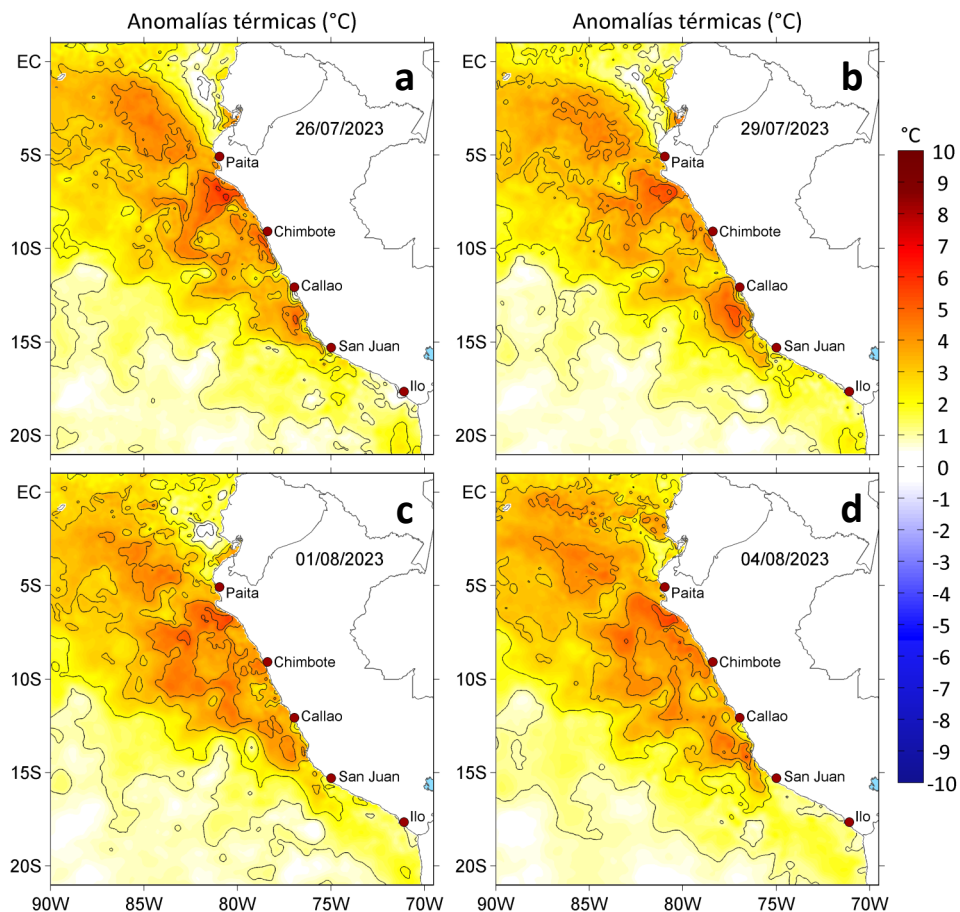 Anomalías térmicas (°C)
Anomalías térmicas (°C)
EC
5S
10S
15S
20S
a
26/07/2023
Paita
Chimbote
Callao
San Juan
Ilo
EC
5S
10S
15S
20S
b
29/07/2023
Paita
Chimbote
Callao
San Juan
Ilo
EC
5S
10S
15S
20S
c
01/08/2023
Paita
Chimbote
Callao
San Juan
Ilo
90W
85W
80W
75W
70W
EC
5S
10S
15S
20S
d
04/08/2023
Paita
Chimbote
Callao
San Juan
Ilo
90W
85W
80W
75W
70W
°C
10
9
8
7
6
5
4
3
2
1
0
-1
-2
-3
-4
-5
-6
-7
-8
-9
-10